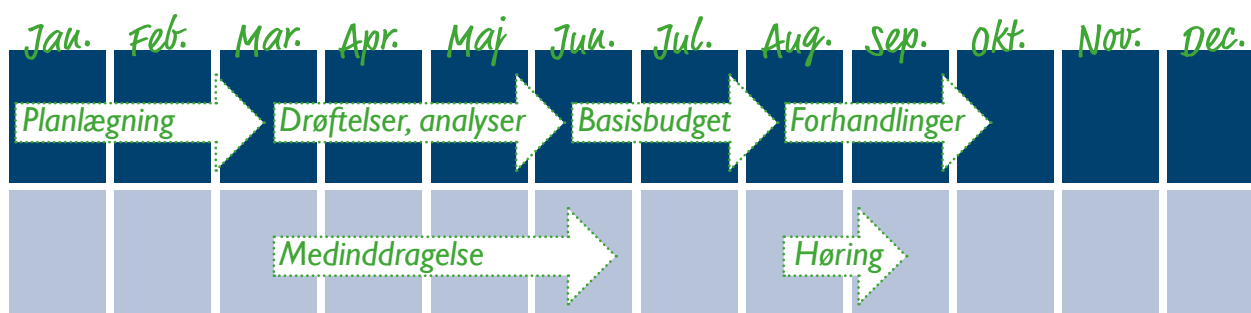 Jan. Feb. Mar. Apr. Maj Jun. Jul. Aug. Sep. Okt. Nov. Dec.
Planlægning Drøftelser, analyser Basisbudget Forhandlinger
Medinddragelse Høring